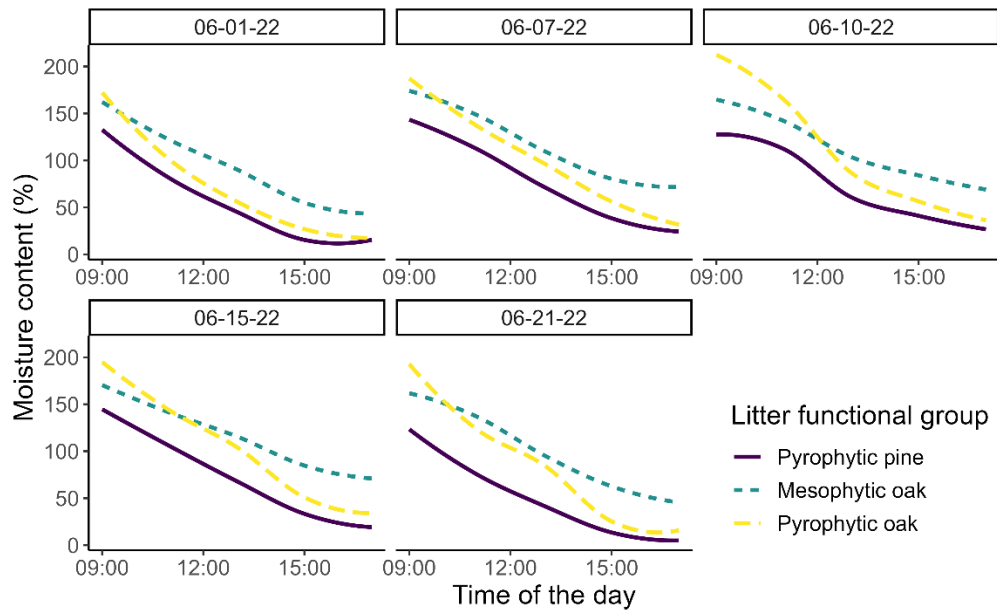 06-01-22 06-07-22 06-10-22
Moisture content (%)
200
150
100
50
0
09:00 12:00 15:00 09:00 12:00 15:00 09:00 12:00 15:00
06-15-22 06-21-22
200
150
100
50
0
09:00 12:00 15:00 09:00 12:00 15:00
Time of the day
Litter functional group
Pyrophytic pine
Mesophytic oak
Pyrophytic oak